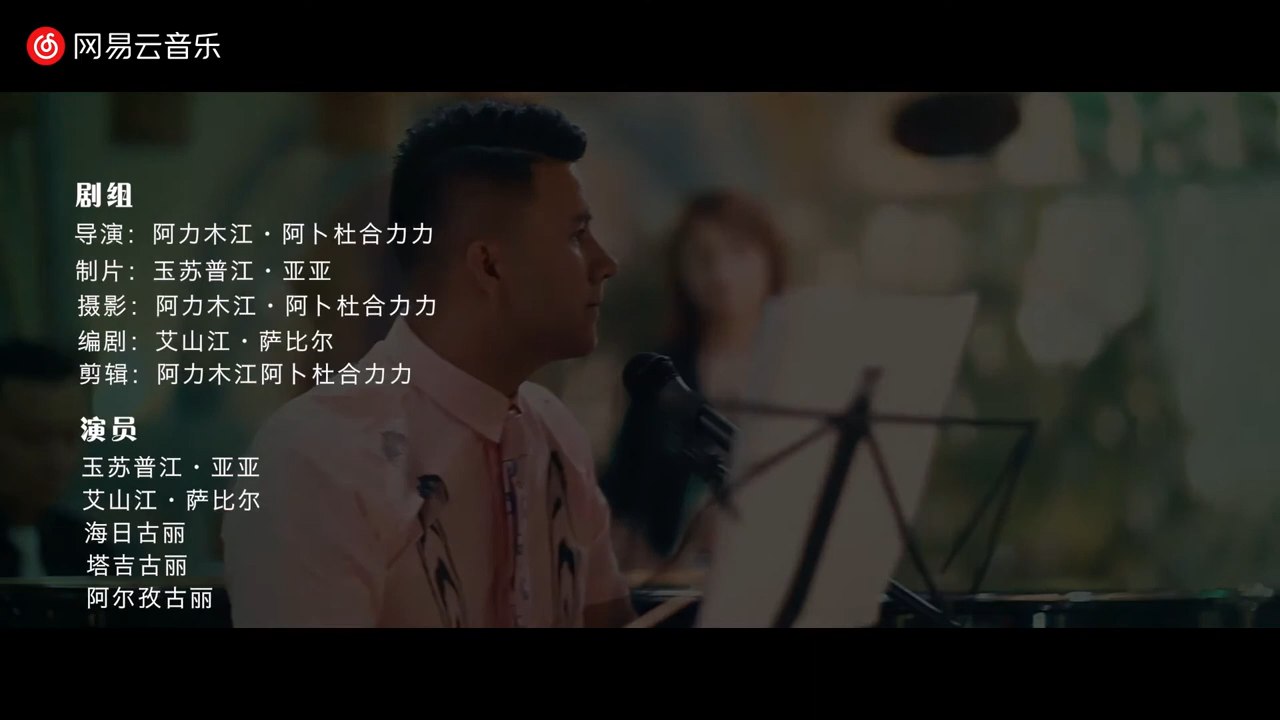 网易云音乐
剧组
导演：阿力木江·阿卜杜合力力
制片：玉苏普江·亚亚
摄影：阿力木江·阿卜杜合力力
编剧：艾山江·萨比尔
剪辑：阿力木江阿卜杜合力力
演员
玉苏普江·亚亚
艾山江·萨比尔
海日古丽
塔吉古丽
阿尔孜古丽